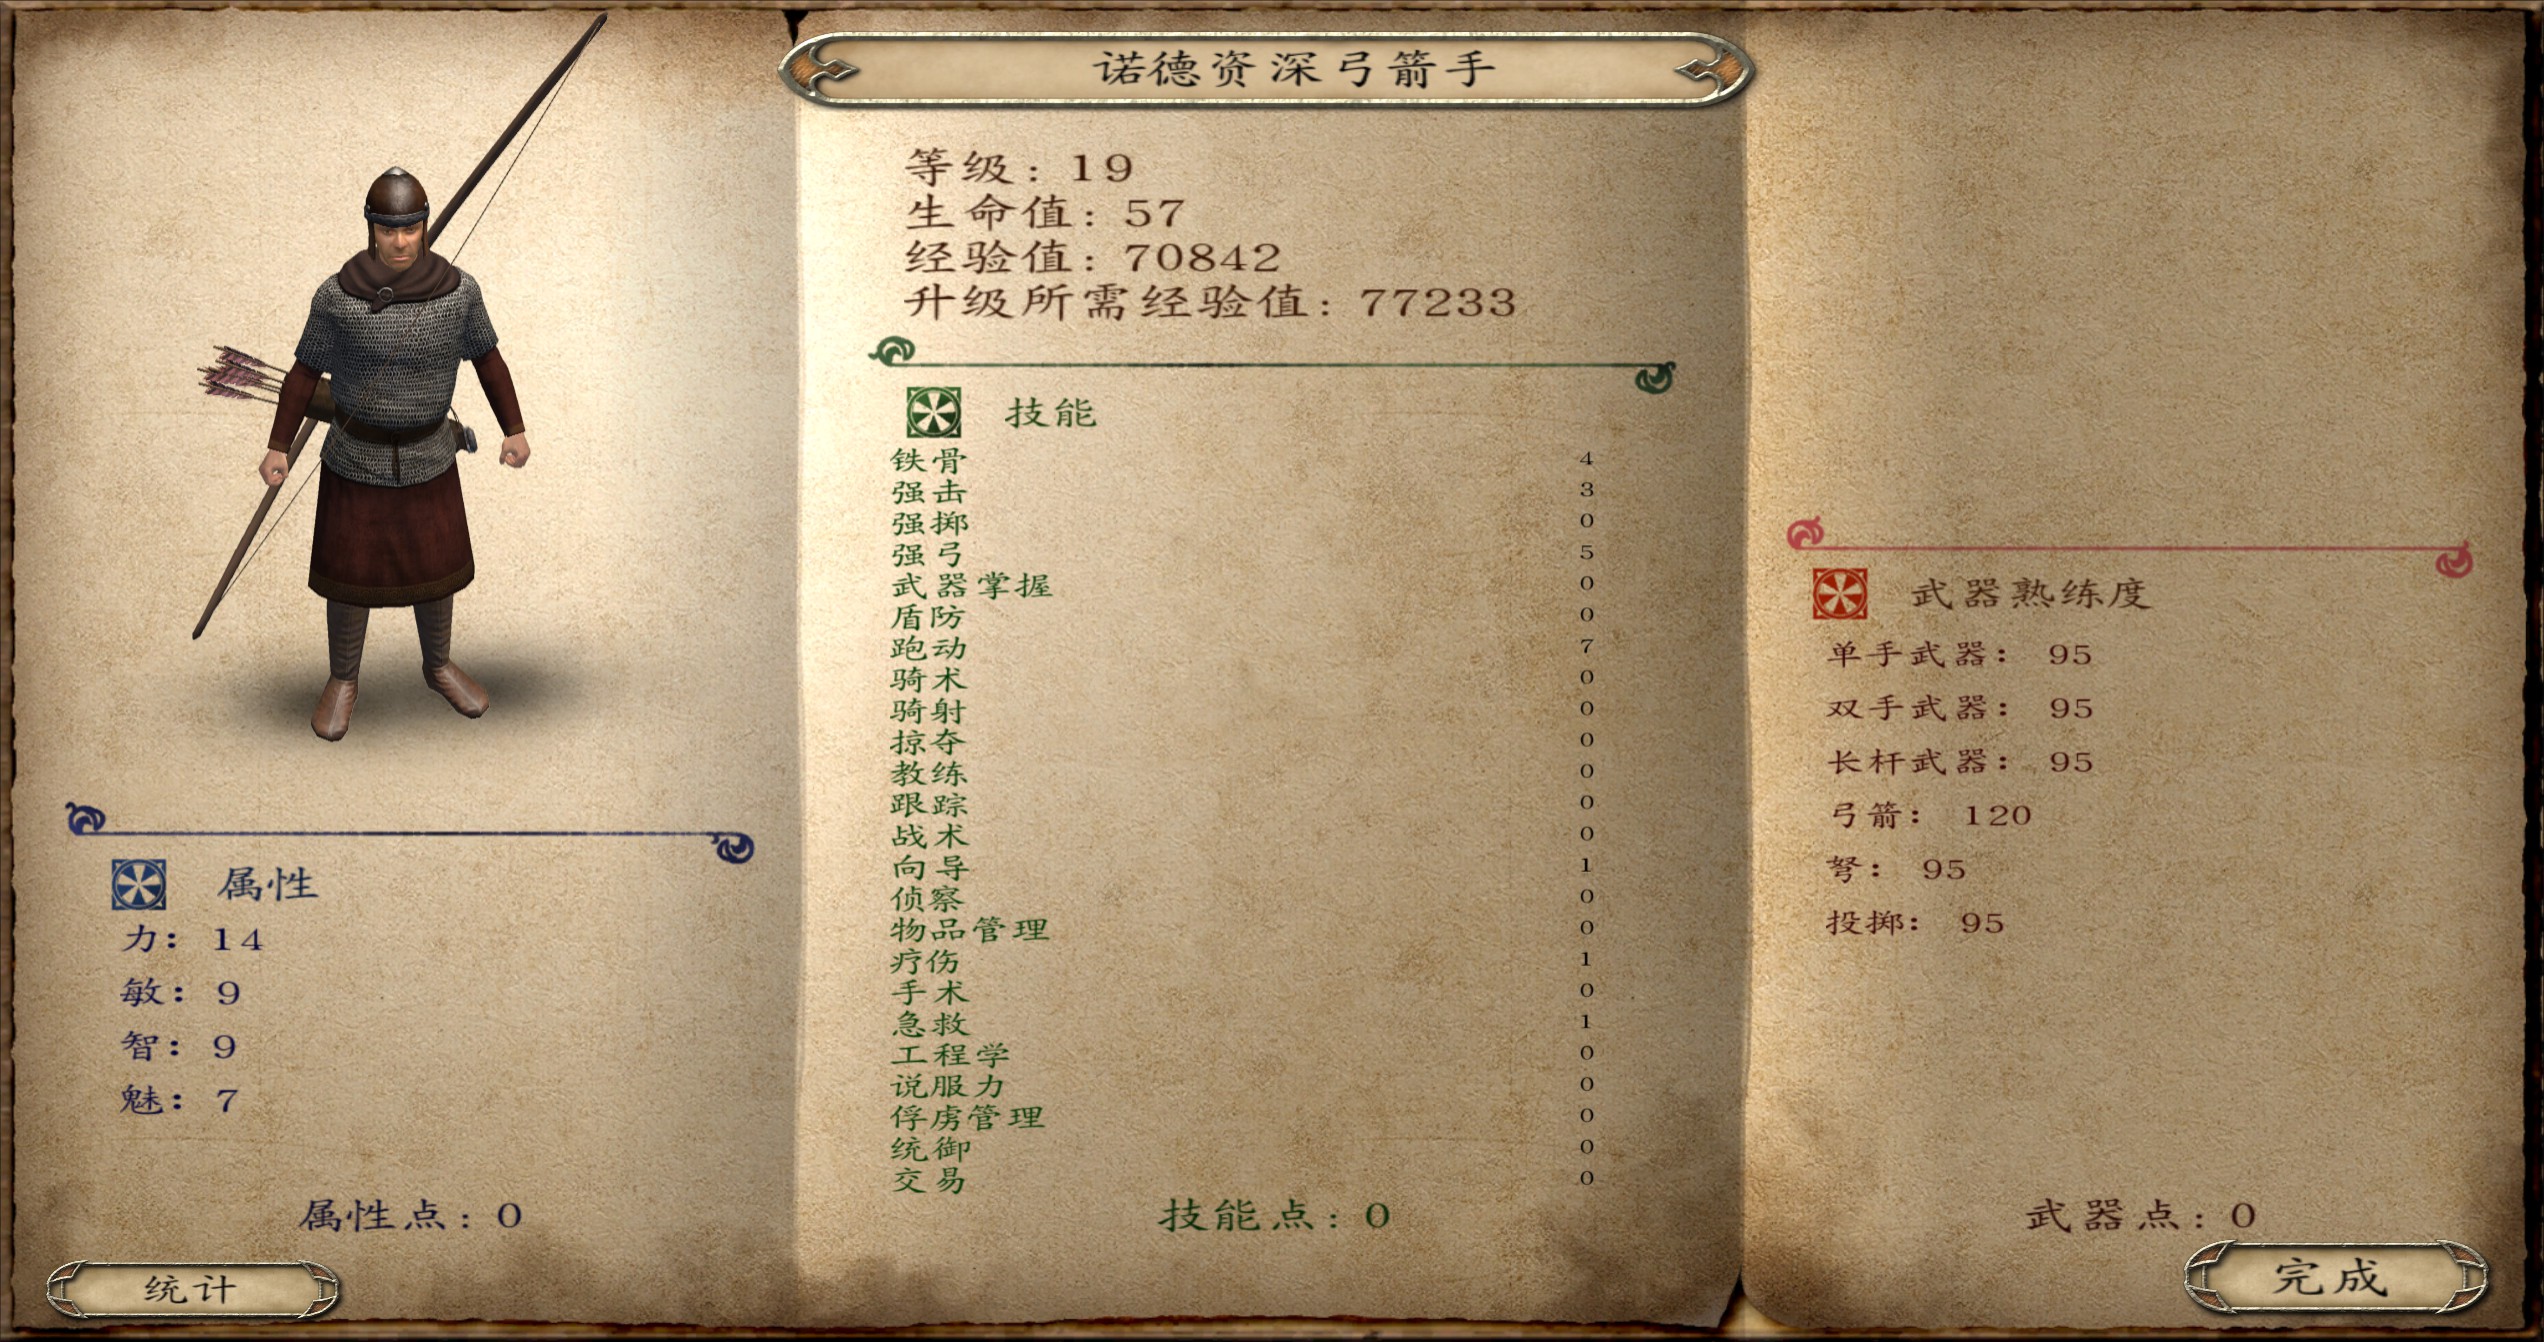 诺德资深弓箭手
等级: 19
生命值: 57
经验值: 70842
升级所需经验值: 77233
技能
铁骨 4
强击 3
强掷 0
强弓 5
武器掌握 0
盾防 0
跑动 7
骑术 0
骑射 0
掠夺 0
教练 0
跟踪 0
战术 0
向导 1
侦察 0
物品管理 0
疗伤 1
手术 0
急救 1
工程学 0
说服力 0
俘虏管理 0
统御 0
交易 0
技能点: 0
属性
力: 14
敏: 9
智: 9
魅: 7
属性点: 0
统计
武器熟练度
单手武器: 95
双手武器: 95
长杆武器: 95
弓箭: 120
弩: 95
投掷: 95
武器点: 0
完成